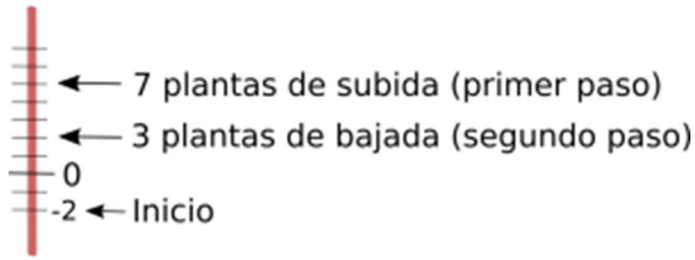 7 plantas de subida (primer paso)
3 plantas de bajada (segundo paso)
0
-2 Inicio